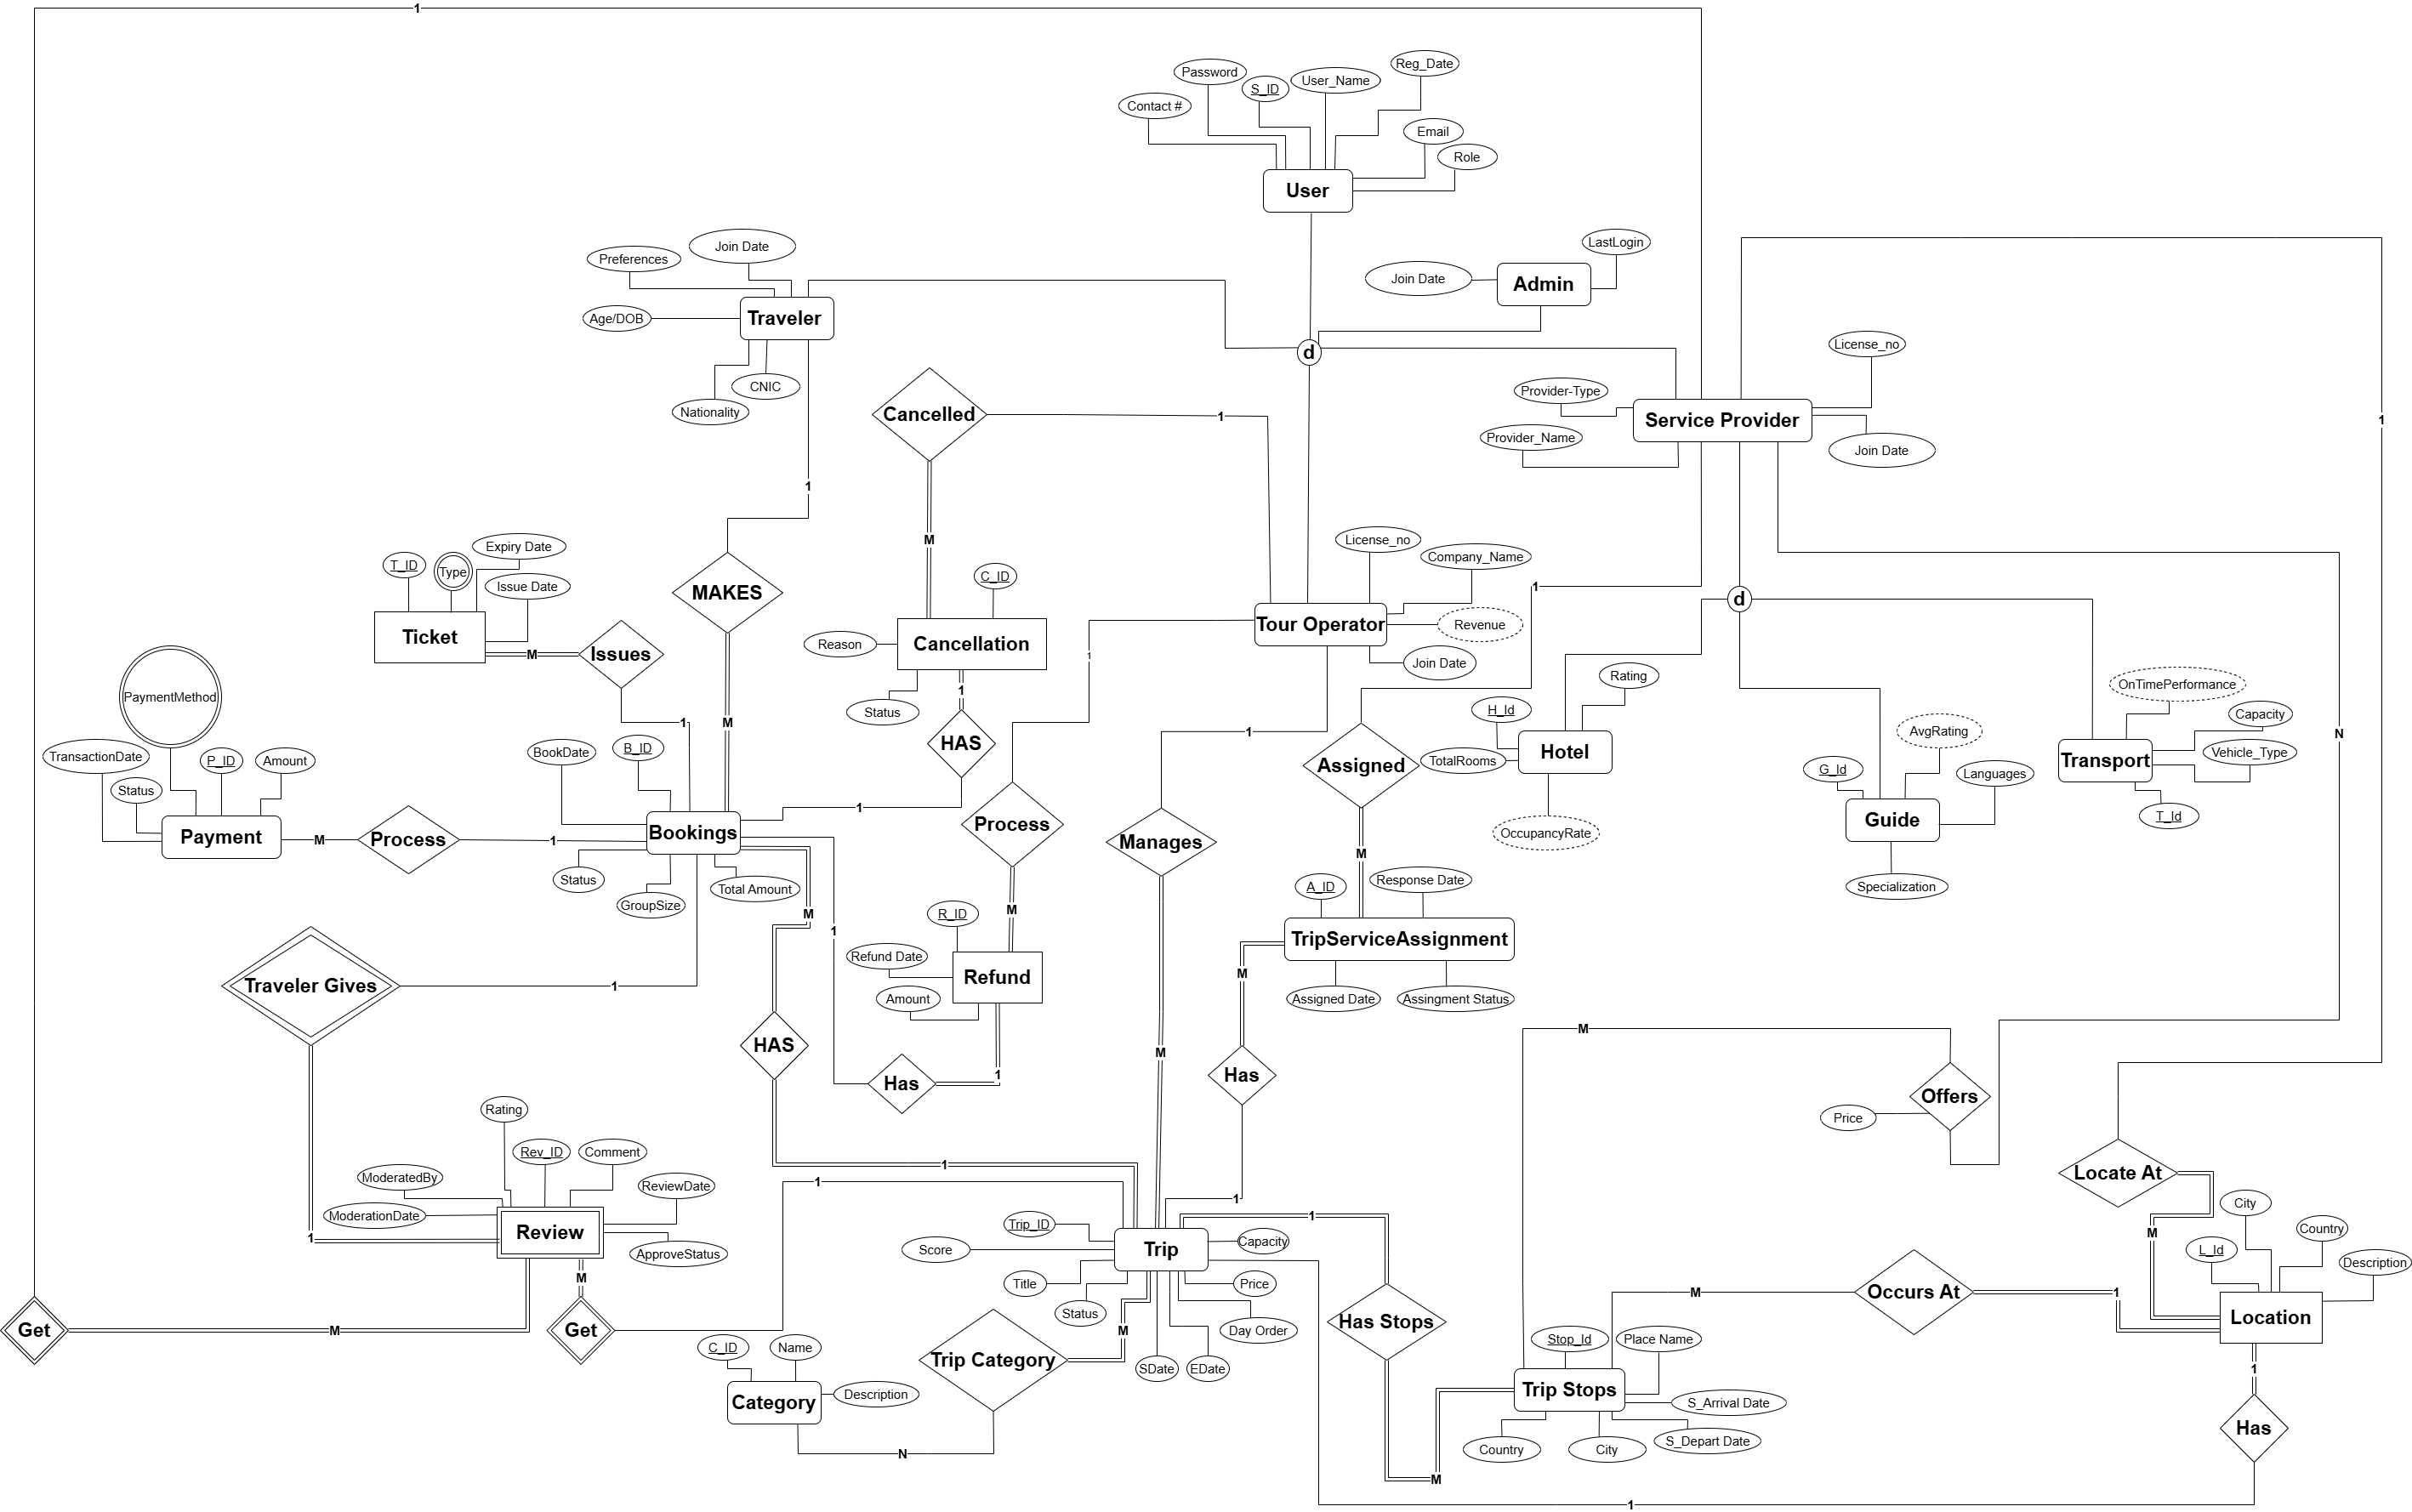 1
Reg_Date
Password
S_ID
User_Name
Contact #
Email
Role
User
Join Date
Preferences
LastLogin
Join Date
Admin
Age/DOB
Traveler
d
License_no
CNIC
Nationality
Provider-Type
Cancelled
1
Service Provider
1
Provider_Name
Join Date
1
M
License_no
Expiry Date
Company_Name
T_ID
Type
Issue Date
C_ID
1
MAKES
d
Ticket
Tour Operator
Revenue
Reason
Cancellation
M
Issues
1
Join Date
Rating
OnTimePerformance
PaymentMethod
1
Status
H_Id
Capacity
1
M
1
AvgRating
N
HAS
BookDate
B_ID
Hotel
Vehicle_Type
TransactionDate
P_ID
Amount
Assigned
TotalRooms
Transport
G_Id
Languages
Status
1
T_Id
Process
Guide
Bookings
OccupancyRate
Payment
M
Process
1
Manages
M
Status
Total Amount
A_ID
Response Date
Specialization
GroupSize
M
R_ID
M
1
TripServiceAssignment
Refund Date
M
Refund
Traveler Gives
1
Amount
Assigned Date
Assingment Status
M
HAS
M
1
Has
Has
Offers
Rating
Price
Rev_ID
Comment
1
Locate At
ModeratedBy
1
ReviewDate
1
City
ModerationDate
1
Trip_ID
Country
Review
M
1
Capacity
Score
Trip
L_Id
ApproveStatus
Description
M
Title
Price
M
1
Occurs At
Status
Location
Get
M
Get
M
Day Order
Has Stops
Stop_Id
Place Name
C_ID
Name
Trip Category
SDate
EDate
1
Description
Trip Stops
Category
S_Arrival Date
Has
S_Depart Date
Country
City
N
M
1